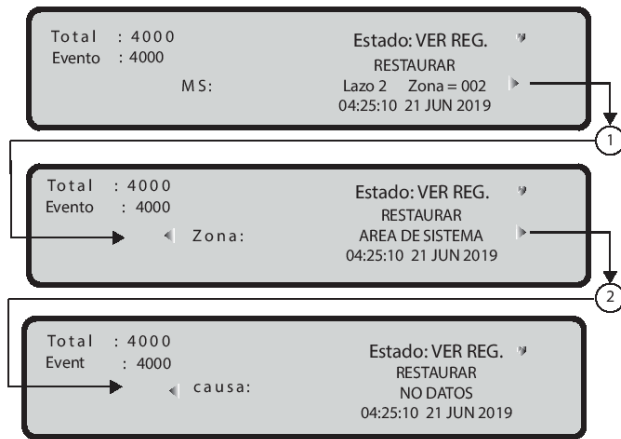 Total : 4000 Estado: VER REG.
Evento : 4000 RESTAURAR
MS: Lazo 2 Zona = 002
04:25:10 21 JUN 2019
1
Total : 4000 Estado: VER REG.
Evento : 4000 RESTAURAR
Zona: AREA DE SISTEMA
04:25:10 21 JUN 2019
2
Total : 4000 Estado: VER REG.
Event : 4000 RESTAURAR
causa: NO DATOS
04:25:10 21 JUN 2019